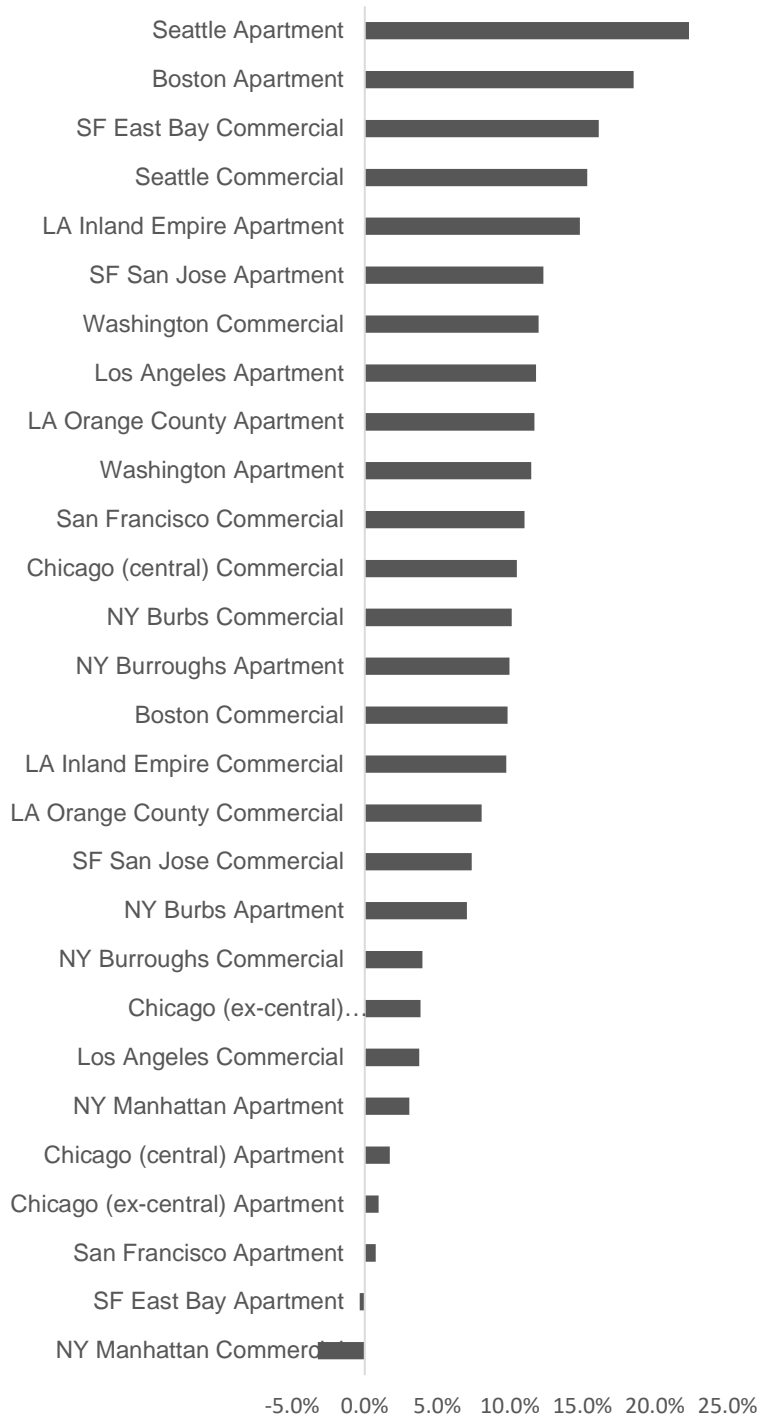 Seattle Apartment
Boston Apartment
SF East Bay Commercial
Seattle Commercial
LA Inland Empire Apartment
SF San Jose Apartment
Washington Commercial
Los Angeles Apartment
LA Orange County Apartment
Washington Apartment
San Francisco Commercial
Chicago (central) Commercial
NY Burbs Commercial
NY Burroughs Apartment
Boston Commercial
LA Inland Empire Commercial
LA Orange County Commercial
SF San Jose Commercial
NY Burbs Apartment
NY Burroughs Commercial
Chicago (ex-central)…
Los Angeles Commercial
NY Manhattan Apartment
Chicago (central) Apartment
Chicago (ex-central) Apartment
San Francisco Apartment
SF East Bay Apartment
NY Manhattan Commercial
-5.0% 0.0% 5.0% 10.0% 15.0% 20.0% 25.0%